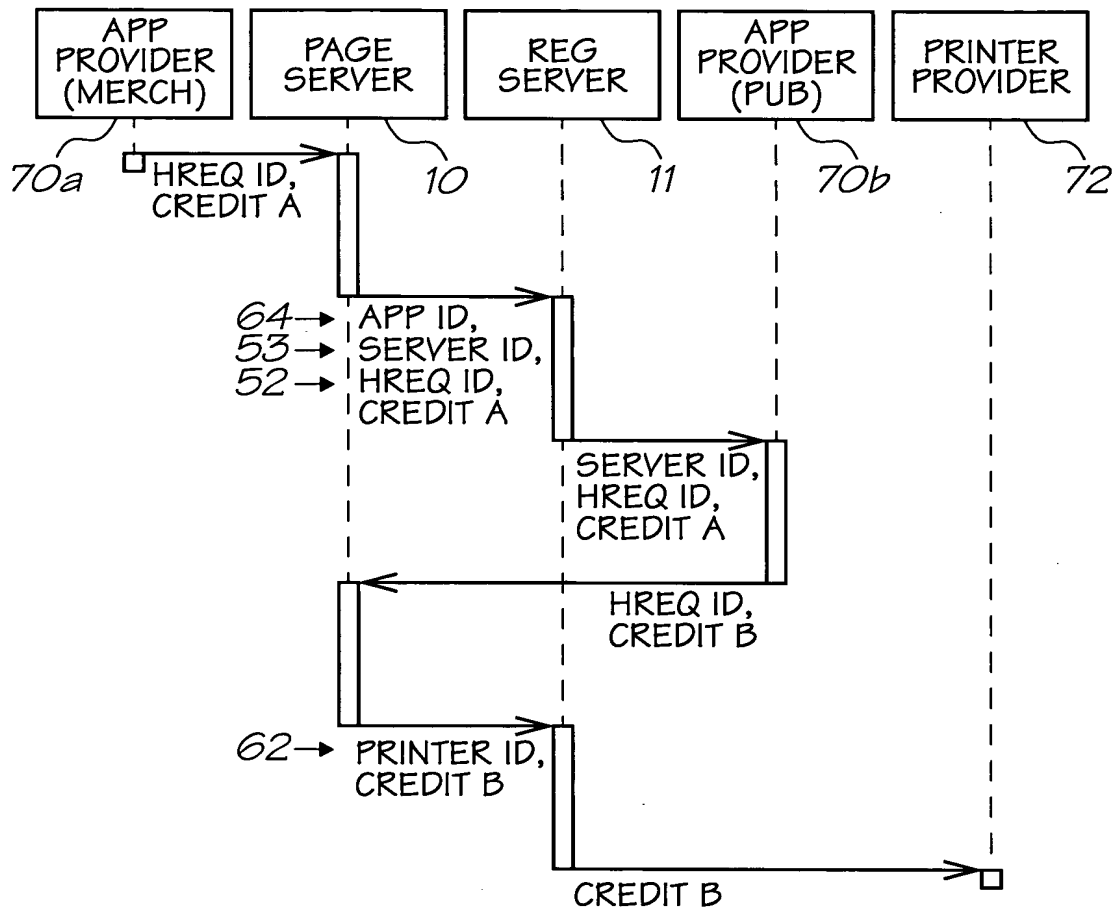 APP
PROVIDER
(MERCH)
PAGE
SERVER
REG
SERVER
APP
PROVIDER
(PUB)
PRINTER
PROVIDER
70a
10
11
70b
72
HREQ ID,
CREDIT A
64
APP ID,
53
SERVER ID,
52
HREQ ID,
CREDIT A
SERVER ID,
HREQ ID,
CREDIT A
HREQ ID,
CREDIT B
62
PRINTER ID,
CREDIT B
CREDIT B